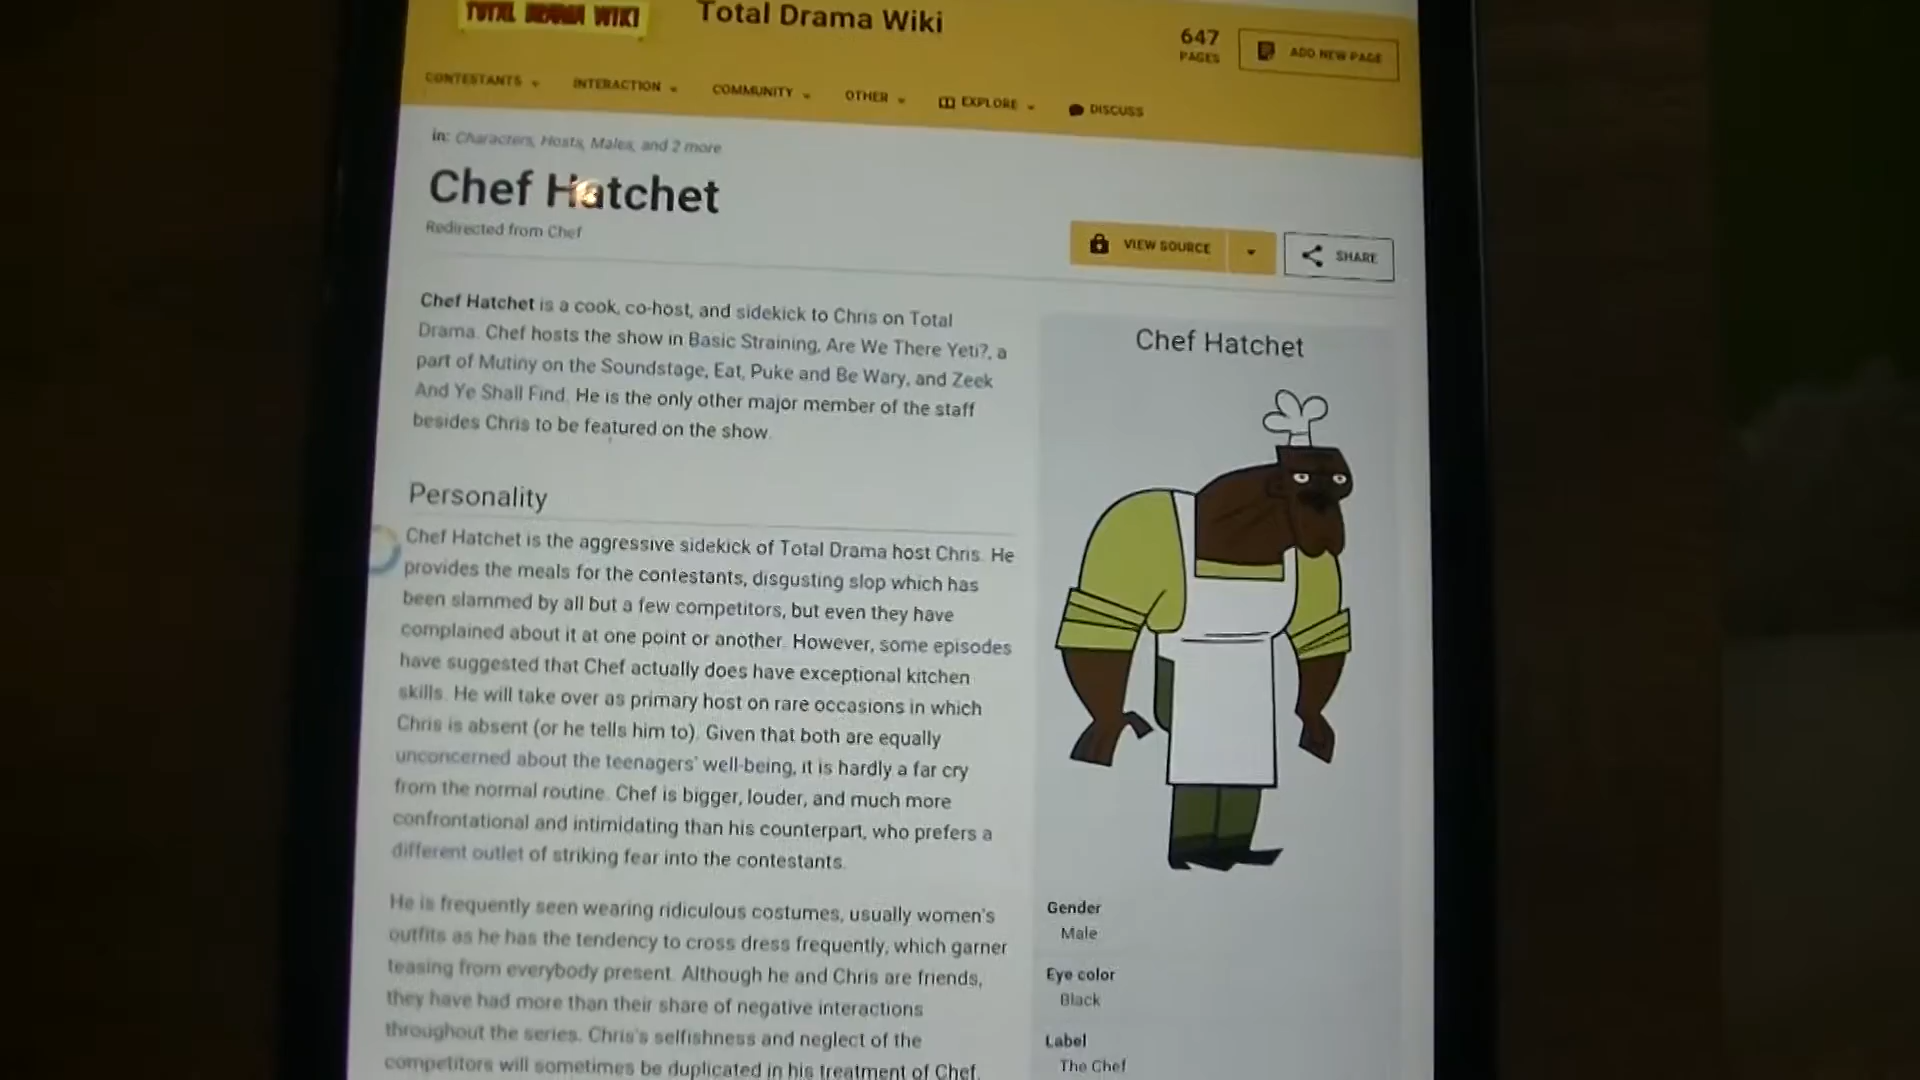 TOTAL DRAMA WIKI
Total Drama Wiki
647
PAGES
ADD NEW PAGE
CONTESTANTS
INTERACTION
COMMUNITY
OTHER
EXPLORE
DISCUSS
in: Characters, Hosts, Males, and 2 more
Chef Hatchet
Redirected from Chef
VIEW SOURCE
SHARE
Chef Hatchet is a cook, co-host, and sidekick to Chris on Total
Drama. Chef hosts the show in Basic Straining, Are We There Yeti?, a
part of Mutiny on the Soundstage, Eat, Puke and Be Wary, and Zeek
And Ye Shall Find. He is the only other major member of the staff
besides Chris to be featured on the show.
Personality
Chef Hatchet is the aggressive sidekick of Total Drama host Chris. He
provides the meals for the contestants, disgusting slop which has
been slammed by all but a few competitors, but even they have
complained about it at one point or another. However, some episodes
have suggested that Chef actually does have exceptional kitchen
skills. He will take over as primary host on rare occasions in which
Chris is absent (or he tells him to). Given that both are equally
unconcerned about the teenagers' well-being, it is hardly a far cry
from the normal routine. Chef is bigger, louder, and much more
confrontational and intimidating than his counterpart, who prefers a
different outlet of striking fear into the contestants.
He is frequently seen wearing ridiculous costumes, usually women's
outfits as he has the tendency to cross dress frequently, which garner
teasing from everybody present. Although he and Chris are friends,
they have had more than their share of negative interactions
throughout the series. Chris's selfishness and neglect of the
competitors will sometimes be duplicated in his treatment of Chef.
Chef Hatchet
Gender
Male
Eye color
Black
Label
The Chef